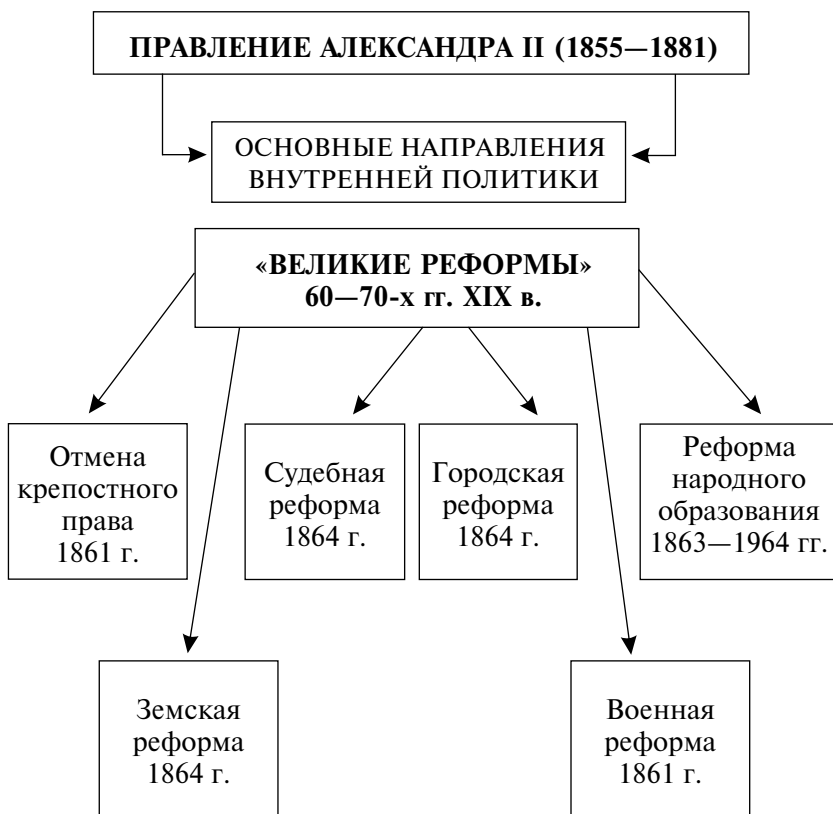 ПРАВЛЕНИЕ АЛЕКСАНДРА II (1855—1881)
ОСНОВНЫЕ НАПРАВЛЕНИЯ
ВНУТРЕННЕЙ ПОЛИТИКИ
«ВЕЛИКИЕ РЕФОРМЫ»
60—70-х гг. XIX в.
Отмена
крепостного
права
1861 г.
Судебная
реформа
1864 г.
Городская
реформа
1864 г.
Реформа
народного
образования
1863—1964 гг.
Земская
реформа
1864 г.
Военная
реформа
1861 г.